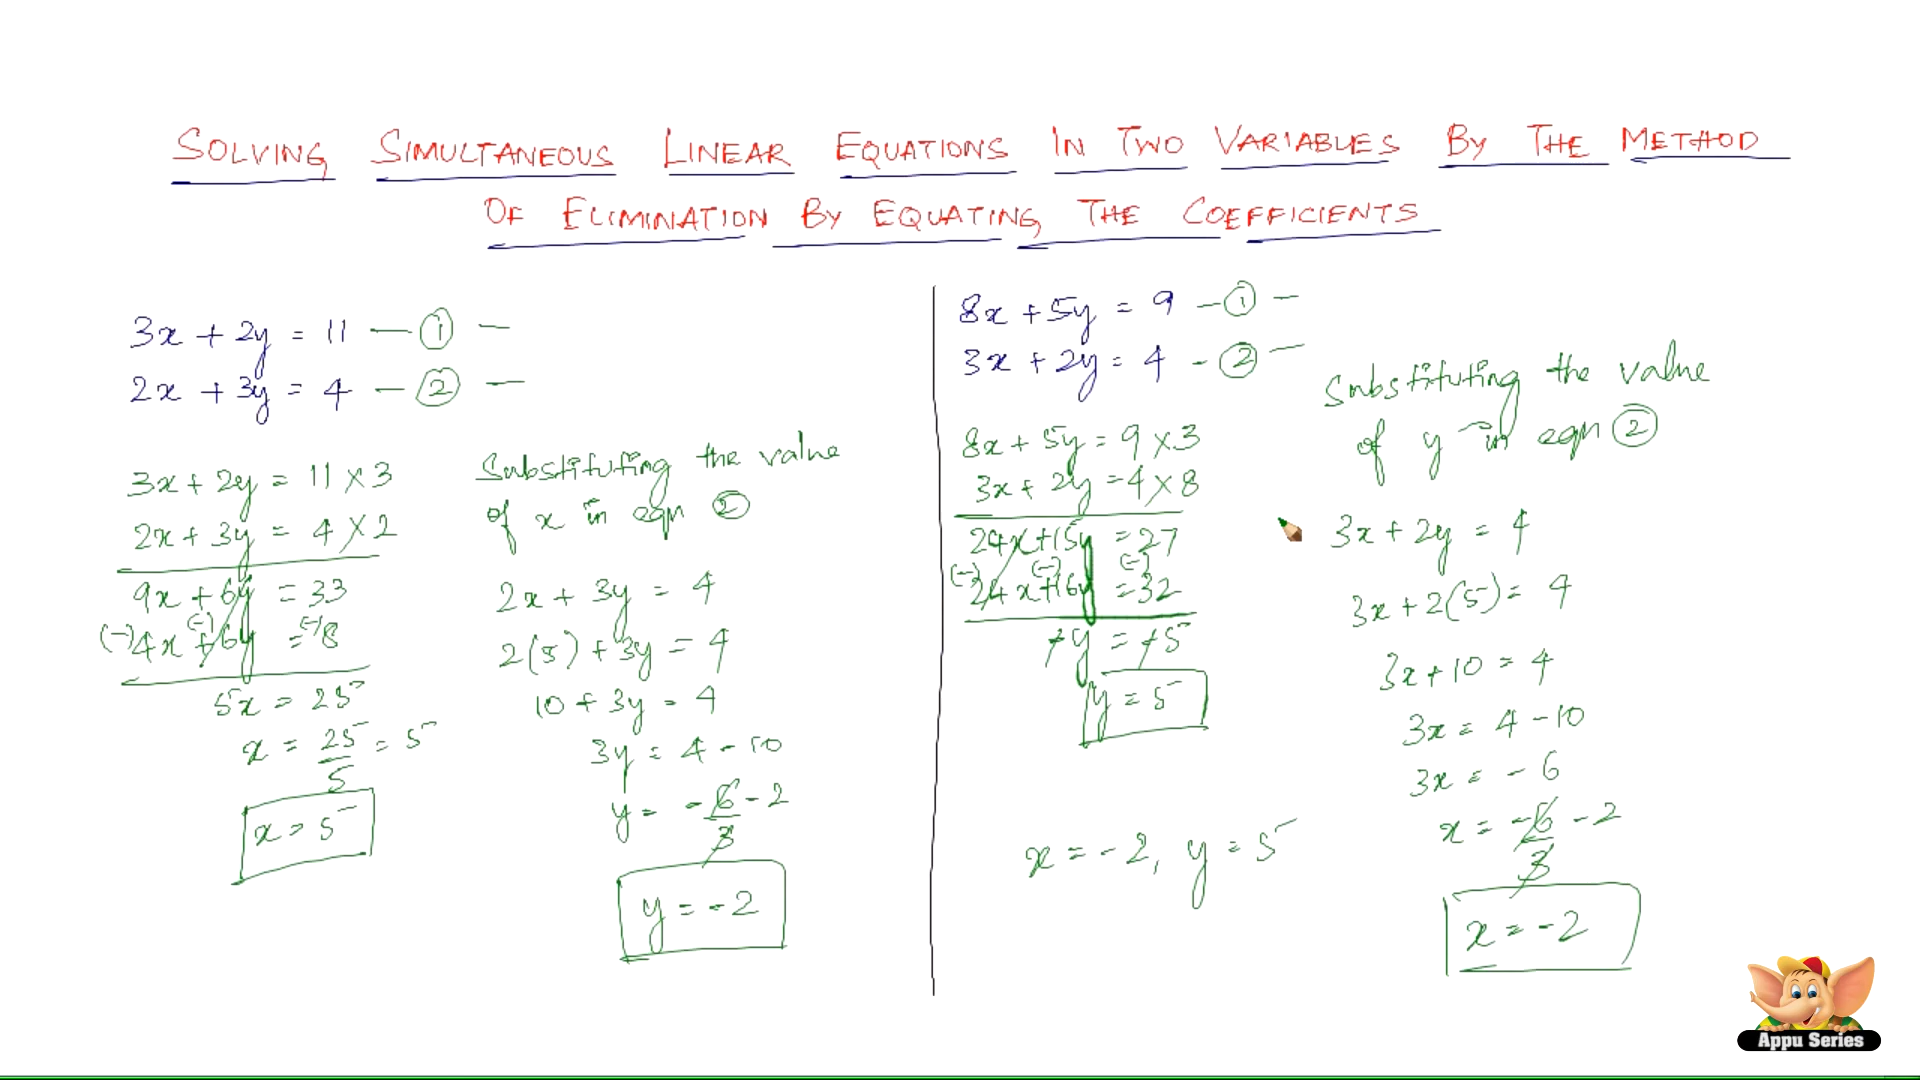 SOLVING SIMULTANEOUS LINEAR EQUATIONS IN TWO VARIABLES BY THE METHOD
OF ELIMINATION BY EQUATING THE COEFFICIENTS
3x + 2y = 11 — ① —
2x + 3y = 4 — ② —
3x + 2y = 11 × 3
2x + 3y = 4 × 2
9x + 6y = 33
(-) (-) (-)
4x + 6y = 8
5x = 25
x = 25/5 = 5
x = 5
Substituting the value
of x in eqn ②
2x + 3y = 4
2(5) + 3y = 4
10 + 3y = 4
3y = 4 - 10
y = -6/3 - 2
y = -2
8x + 5y = 9 — ① —
3x + 2y = 4 - ② —
8x + 5y = 9 × 3
3x + 2y = 4 × 8
24x + 15y = 27
(-) (-) (-)
24x + 16y = 32
-y = -5
y = 5
x = -2, y = 5
Substituting the value
of y in eqn ②
3x + 2y = 4
3x + 2(5) = 4
3x + 10 = 4
3x = 4 - 10
3x = -6
x = -6/3 - 2
x = -2
Appu Series